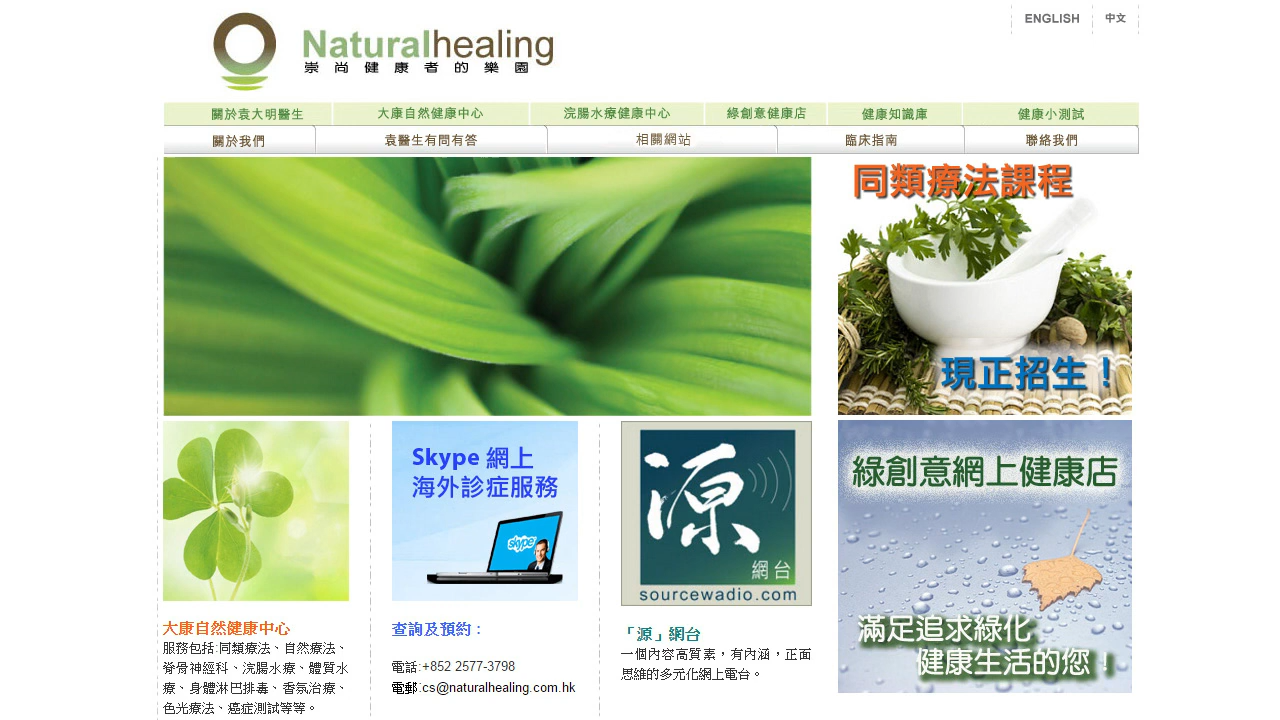 ENGLISH
中文
Naturalhealing
崇尚健康者的樂園
關於袁大明醫生
大康自然健康中心
浣腸水療健康中心
綠創意健康店
健康知識庫
健康小測試
關於我們
袁醫生有問有答
相關網站
臨床指南
聯絡我們
同類療法課程
現正招生！
Skype 網上
海外診症服務
skype
源
網台
sourcewadio.com
綠創意網上健康店
滿足追求綠化
健康生活的您！
大康自然健康中心
服務包括:同類療法、自然療法、
脊骨神經科、浣腸水療、體質水
療、身體淋巴排毒、香氛治療、
色光療法、癌症測試等等。
查詢及預約：
電話:+852 2577-3798
電郵:cs@naturalhealing.com.hk
「源」網台
一個內容高質素，有內涵，正面
思維的多元化網上電台。